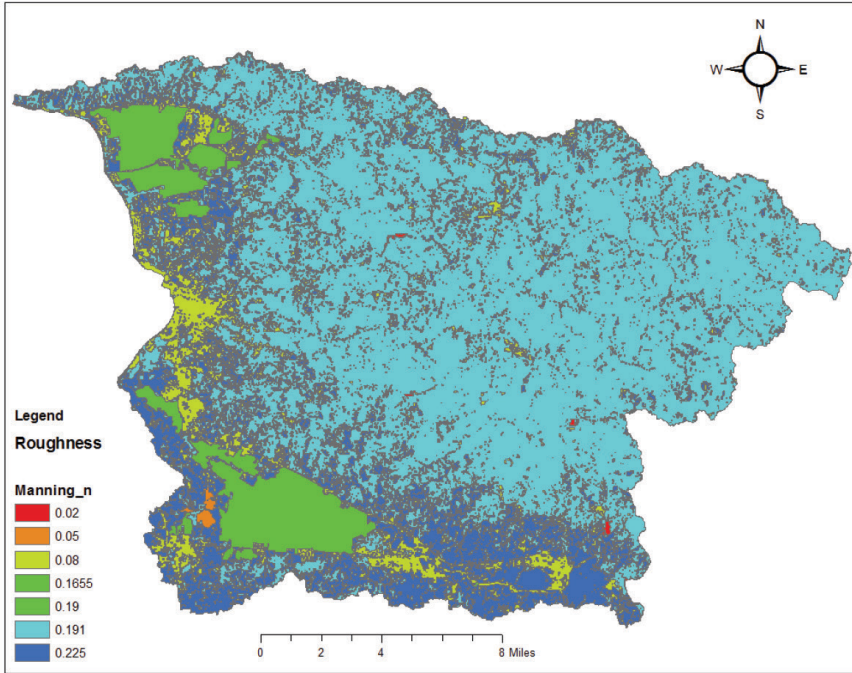 N
W E
S
Legend
Roughness
Manning_n
0.02
0.05
0.08
0.1655
0.19
0.191
0.225
0 2 4 8 Miles